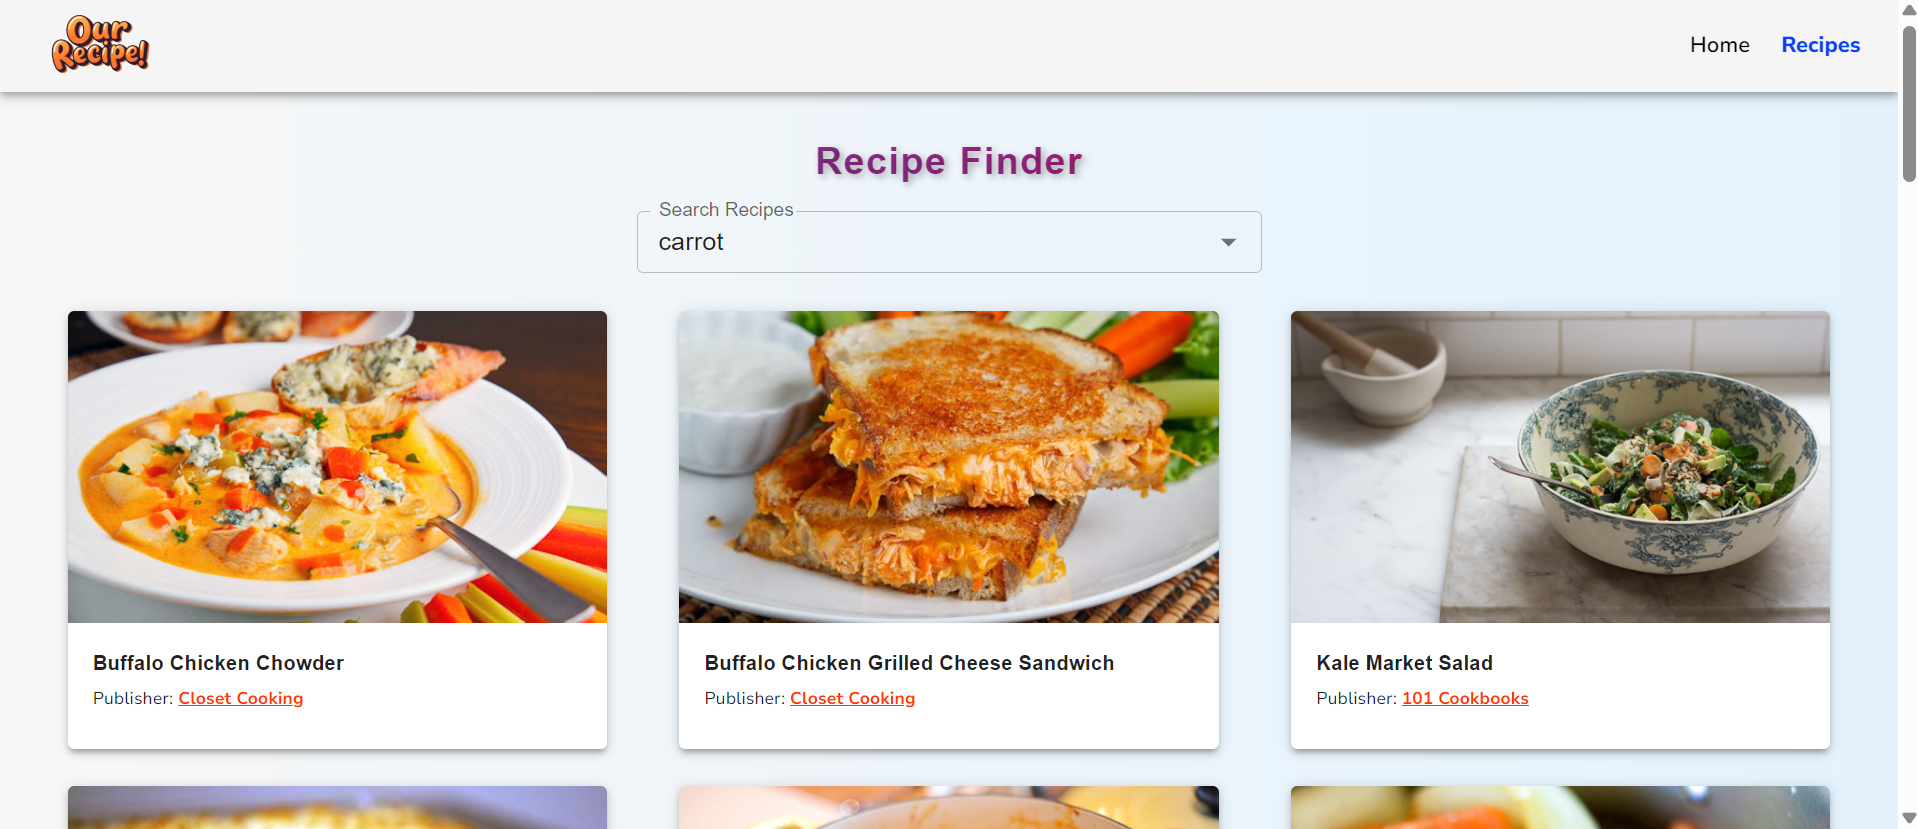 Our
Recipe!
Home
Recipes
Recipe Finder
Search Recipes
carrot
Buffalo Chicken Chowder
Publisher: Closet Cooking
Buffalo Chicken Grilled Cheese Sandwich
Publisher: Closet Cooking
Kale Market Salad
Publisher: 101 Cookbooks